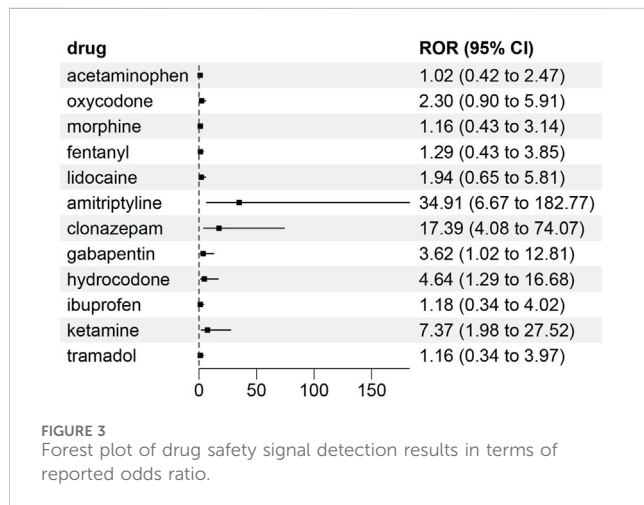 drug ROR (95% CI)
acetaminophen 1.02 (0.42 to 2.47)
oxycodone 2.30 (0.90 to 5.91)
morphine 1.16 (0.43 to 3.14)
fentanyl 1.29 (0.43 to 3.85)
lidocaine 1.94 (0.65 to 5.81)
amitriptyline 34.91 (6.67 to 182.77)
clonazepam 17.39 (4.08 to 74.07)
gabapentin 3.62 (1.02 to 12.81)
hydrocodone 4.64 (1.29 to 16.68)
ibuprofen 1.18 (0.34 to 4.02)
ketamine 7.37 (1.98 to 27.52)
tramadol 1.16 (0.34 to 3.97)
0 50 100 150
FIGURE 3
Forest plot of drug safety signal detection results in terms of
reported odds ratio.